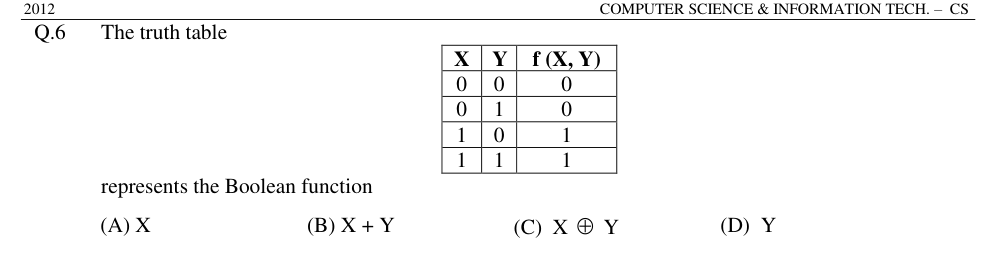 2012 COMPUTER SCIENCE & INFORMATION TECH. – CS
Q.6 The truth table
X Y f (X, Y)
0 0 0
0 1 0
1 0 1
1 1 1
represents the Boolean function
(A) X (B) X + Y (C) X ⊕ Y (D) Y